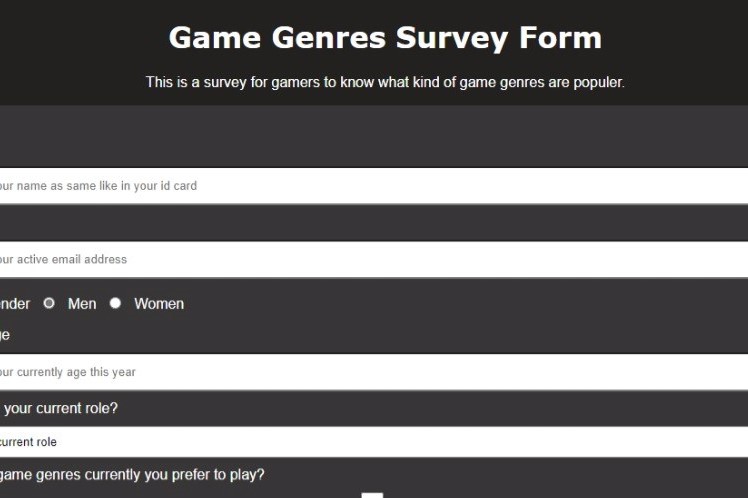 Game Genres Survey Form
This is a survey for gamers to know what kind of game genres are populer.
our name as same like in your id card
our active email address
nder Men Women
ge
our currently age this year
your current role?
current role
game genres currently you prefer to play?